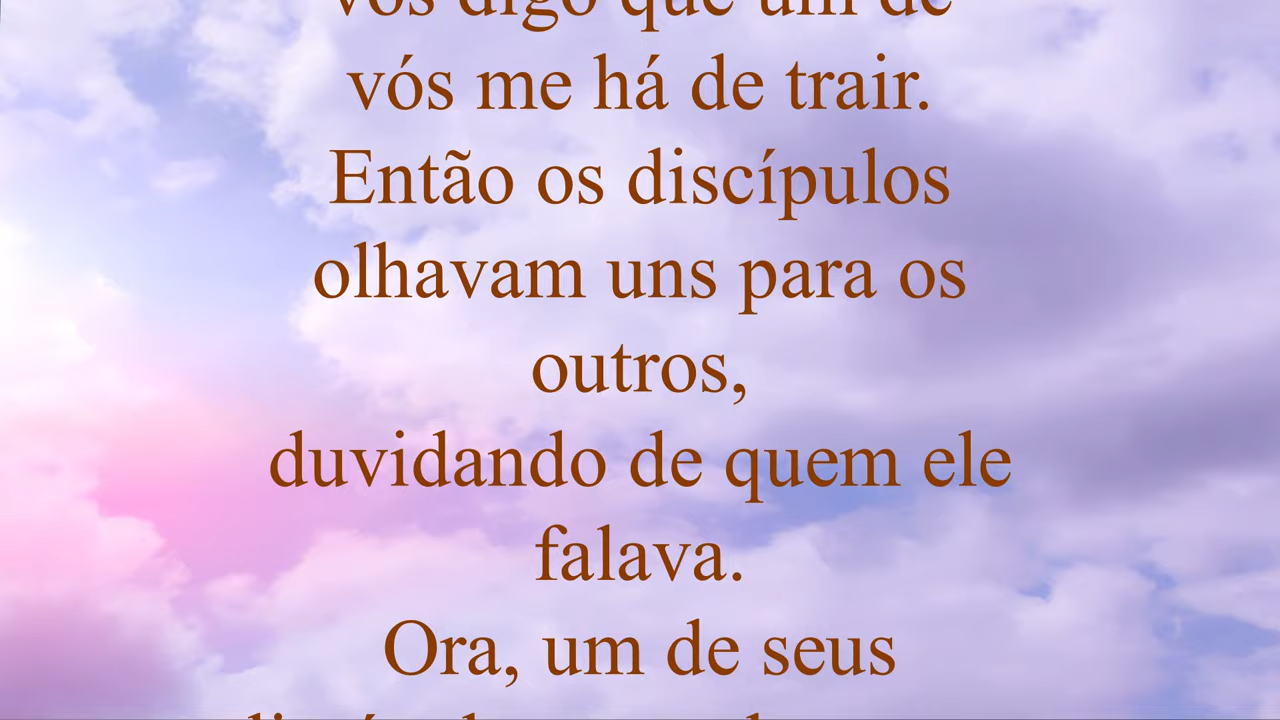 vos digo que um de
vós me há de trair.
Então os discípulos
olhavam uns para os
outros,
duvidando de quem ele
falava.
Ora, um de seus